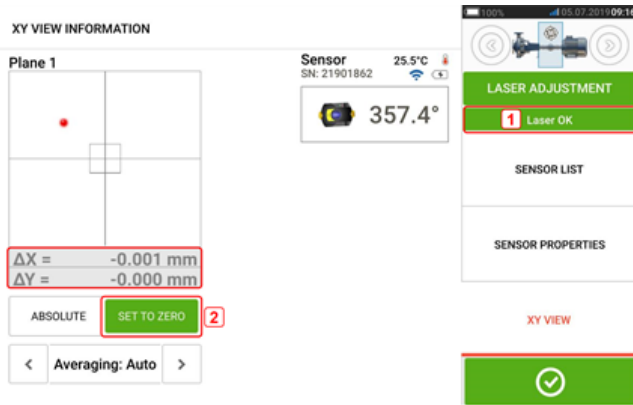 XY VIEW INFORMATION
Plane 1
ΔX = -0.001 mm
ΔY = -0.000 mm
ABSOLUTE
SET TO ZERO
2
< Averaging: Auto >
Sensor 25.5°C
SN: 21901862
357.4°
100% 05.07.2019 09:16
LASER ADJUSTMENT
1 Laser OK
SENSOR LIST
SENSOR PROPERTIES
XY VIEW